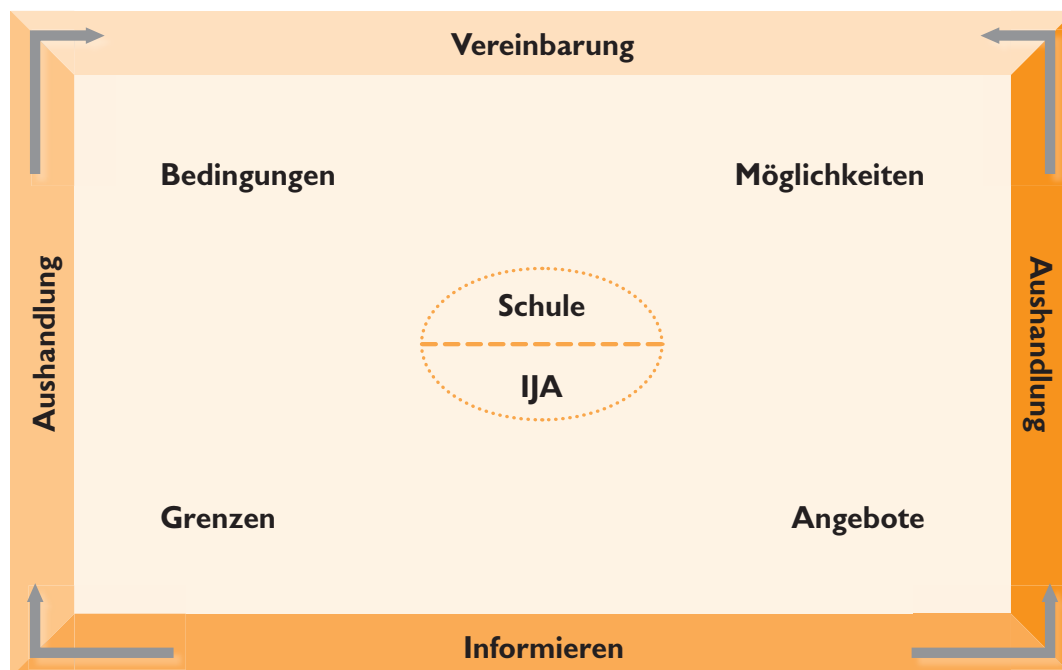 Vereinbarung
Bedingungen
Möglichkeiten
Aushandlung
Schule
IJA
Aushandlung
Grenzen
Angebote
Informieren